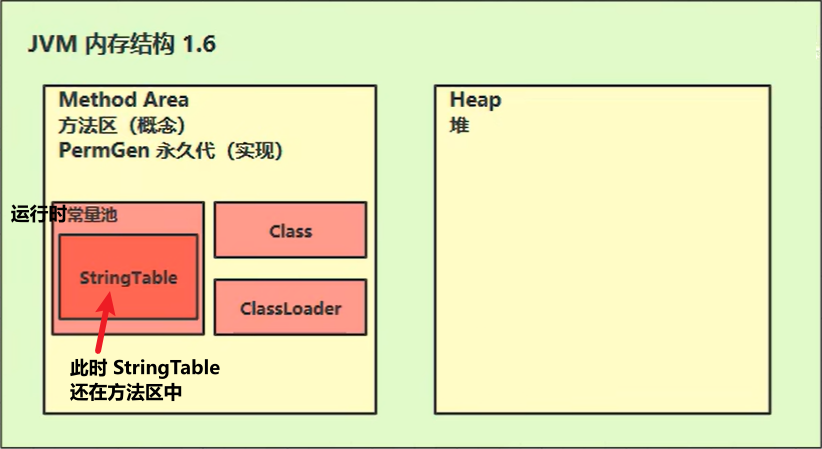 JVM 内存结构 1.6
Method Area
方法区（概念）
PermGen 永久代（实现）
运行时常量池
StringTable
Class
ClassLoader
此时 StringTable
还在方法区中
Heap
堆